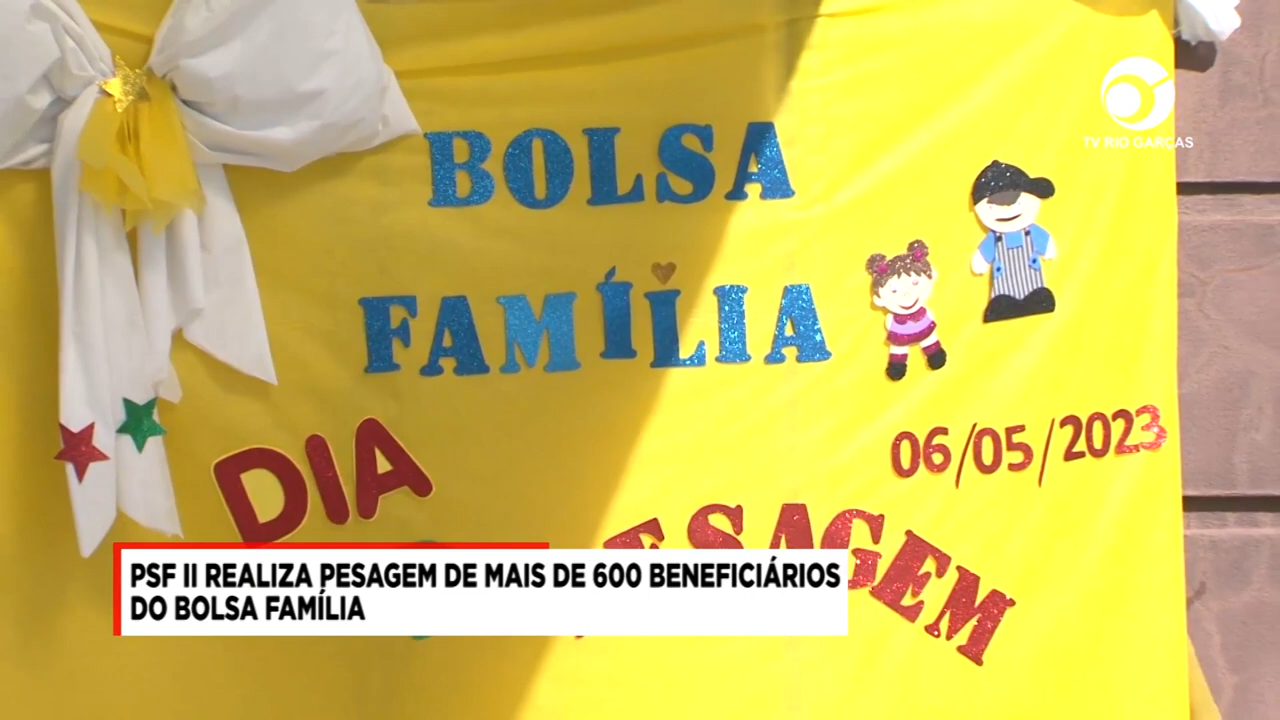 TV RIO GARÇAS
BOLSA
FAMÍLIA
06/05/2023
DIA
PESAGEM
PSF II REALIZA PESAGEM DE MAIS DE 600 BENEFICIÁRIOS
DO BOLSA FAMÍLIA